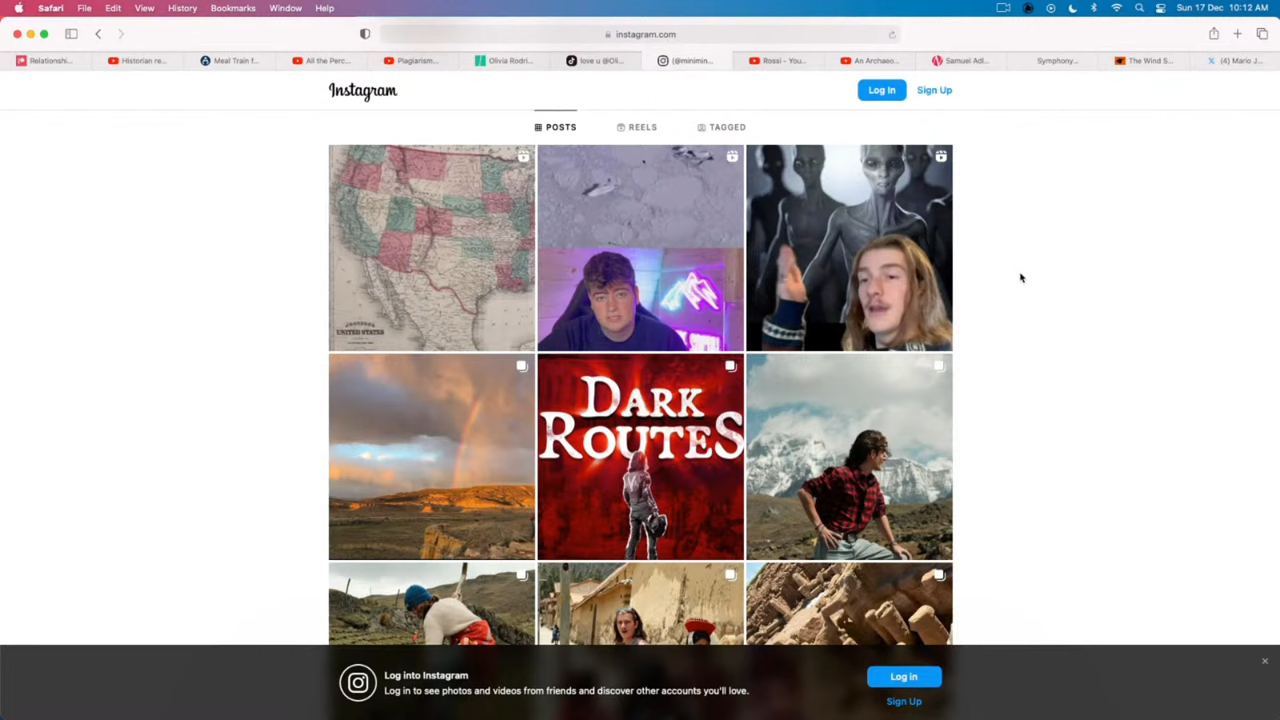 Safari File Edit View History Bookmarks Window Help Sun 17 Dec 10:12 AM
instagram.com
Relationshi... Historian re... Meal Train f... All the Perc... Plagiarism... Olivia Rodri... love u @Oli... (@minimin... Rossi - You... An Archaeo... Samuel Adl... Symphony... The Wind S... (4) Mario J...
Instagram Log In Sign Up
POSTS REELS TAGGED
UNITED STATES
DARK
ROUTES
Log into Instagram
Log in to see photos and videos from friends and discover other accounts you'll love.
Log in
Sign Up